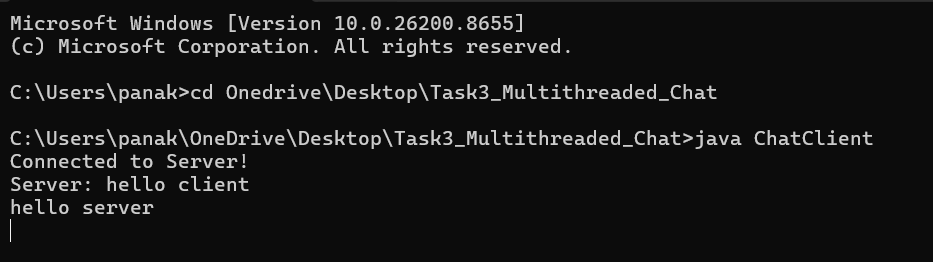 Microsoft Windows [Version 10.0.26200.8655]
(c) Microsoft Corporation. All rights reserved.
C:\Users\panak>cd Onedrive\Desktop\Task3_Multithreaded_Chat
C:\Users\panak\OneDrive\Desktop\Task3_Multithreaded_Chat>java ChatClient
Connected to Server!
Server: hello client
hello server